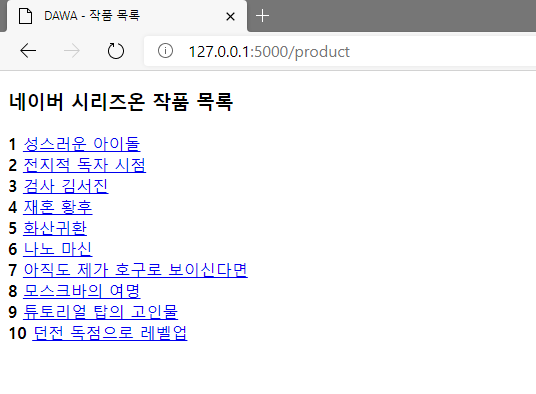 DAWA - 작품 목록
127.0.0.1:5000/product
네이버 시리즈온 작품 목록
1 성스러운 아이돌
2 전지적 독자 시점
3 검사 김서진
4 재혼 황후
5 화산귀환
6 나노 마신
7 아직도 제가 호구로 보이신다면
8 모스크바의 여명
9 튜토리얼 탑의 고인물
10 던전 독점으로 레벨업